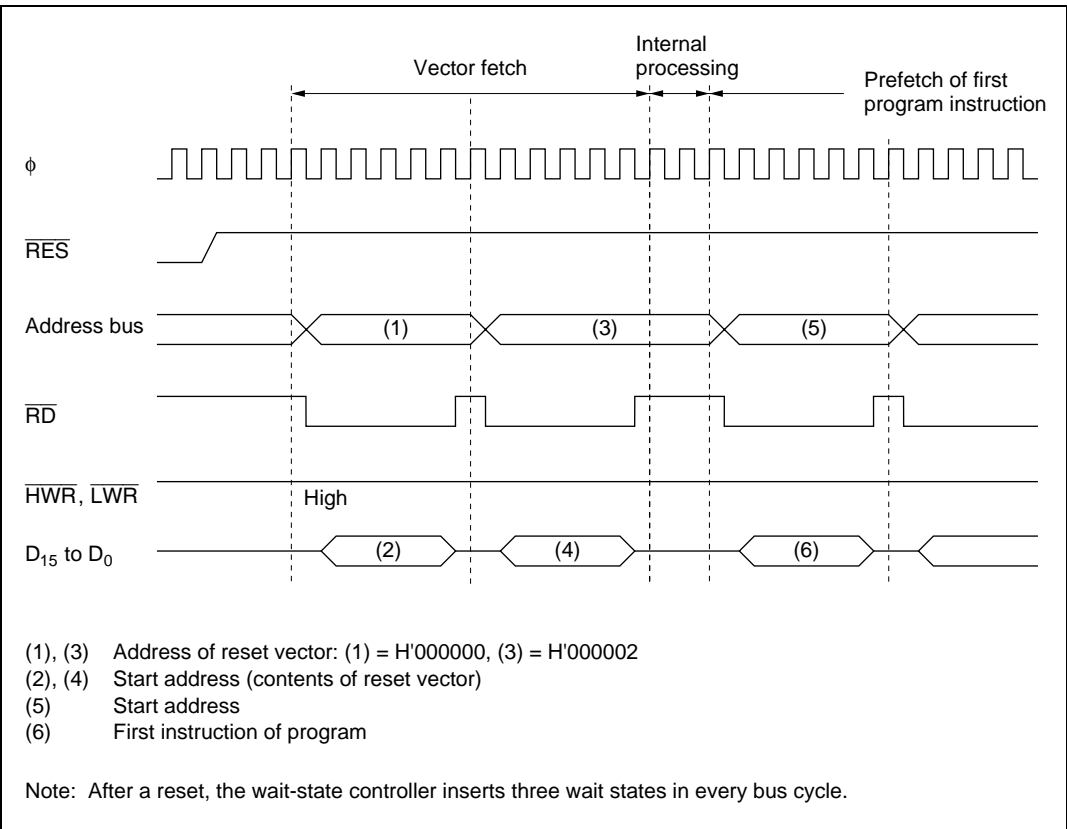 Vector fetch
Internal
processing
Prefetch of first
program instruction
ϕ
RES
Address bus
(1)
(3)
(5)
RD
HWR, LWR
High
D15 to D0
(2)
(4)
(6)
(1), (3) Address of reset vector: (1) = H'000000, (3) = H'000002
(2), (4) Start address (contents of reset vector)
(5) Start address
(6) First instruction of program
Note: After a reset, the wait-state controller inserts three wait states in every bus cycle.